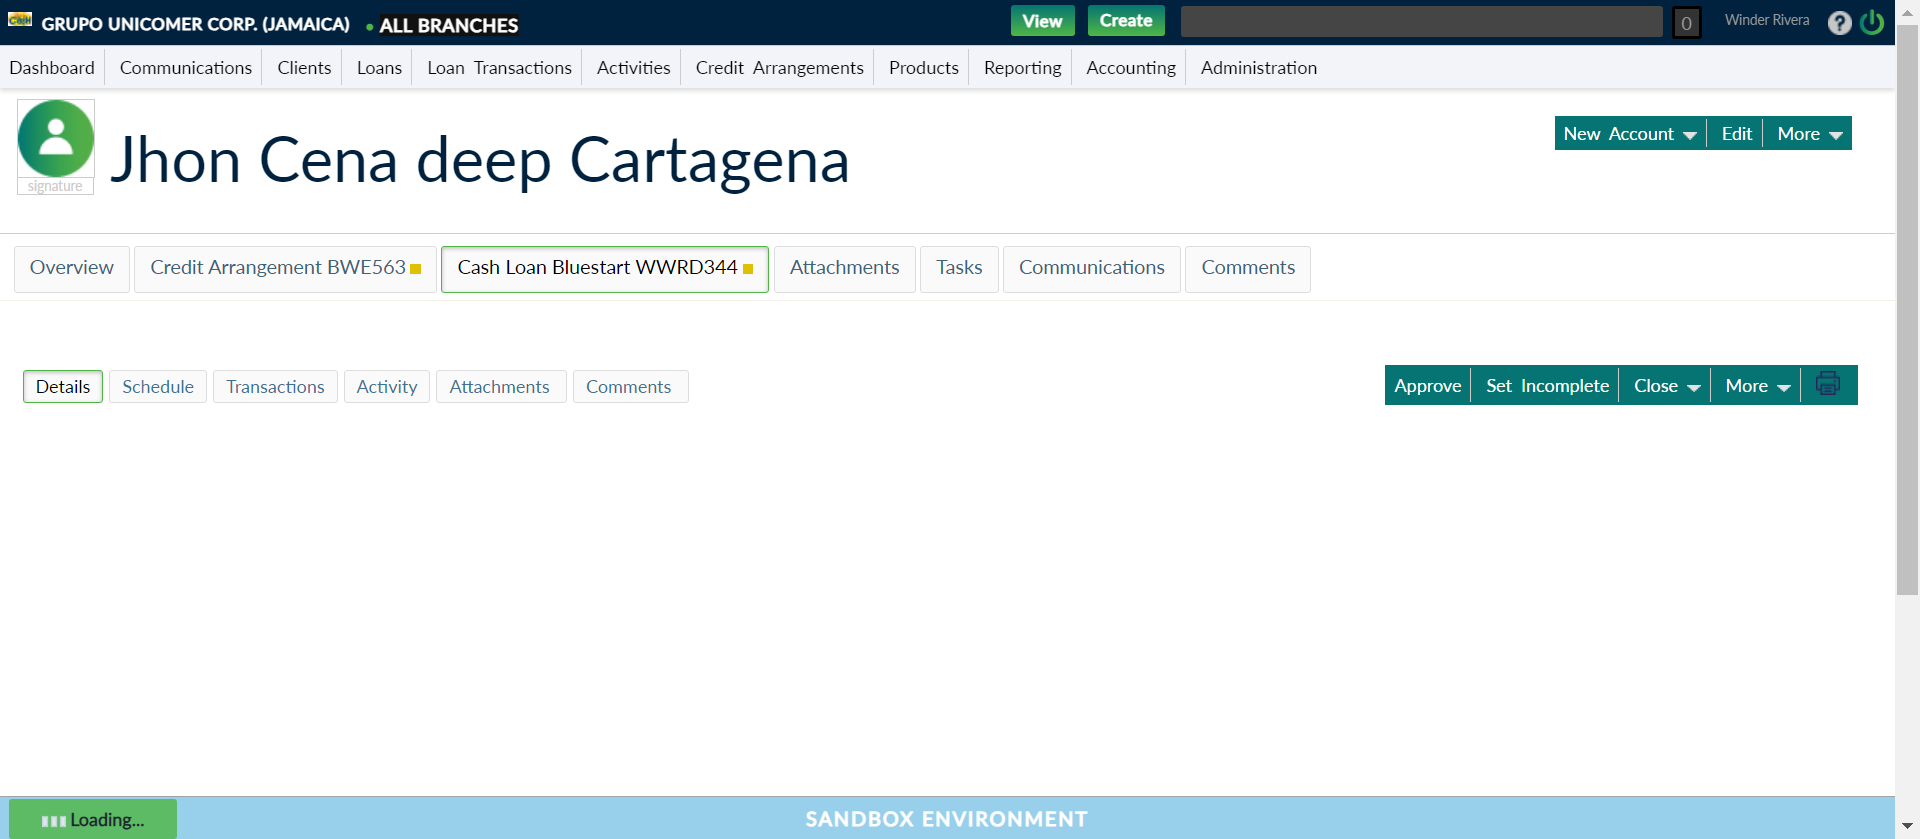 Cash GRUPO UNICOMER CORP. (JAMAICA) • ALL BRANCHES View Create 0 Winder Rivera ?
Dashboard Communications Clients Loans Loan Transactions Activities Credit Arrangements Products Reporting Accounting Administration
signature
Jhon Cena deep Cartagena
New Account Edit More
Overview Credit Arrangement BWE563 Cash Loan Bluestart WWRD344 Attachments Tasks Communications Comments
Details Schedule Transactions Activity Attachments Comments
Approve Set Incomplete Close More
Loading... SANDBOX ENVIRONMENT